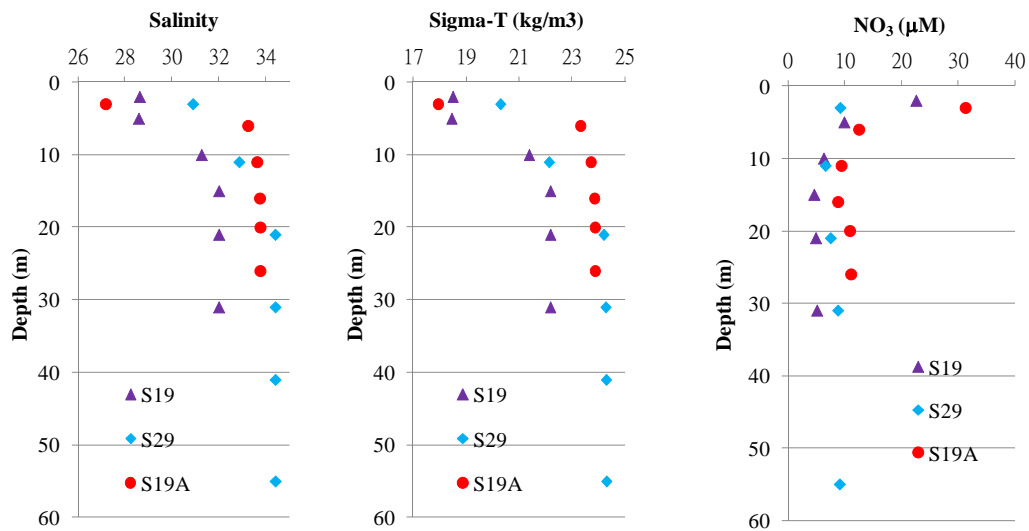 Salinity
26 28 30 32 34
0
10
20
30
40
50
60
Depth (m)
S19
S29
S19A
Sigma-T (kg/m3)
17 19 21 23 25
0
10
20
30
40
50
60
Depth (m)
S19
S29
S19A
NO₃ (μM)
0 10 20 30 40
0
10
20
30
40
50
60
Depth (m)
S19
S29
S19A